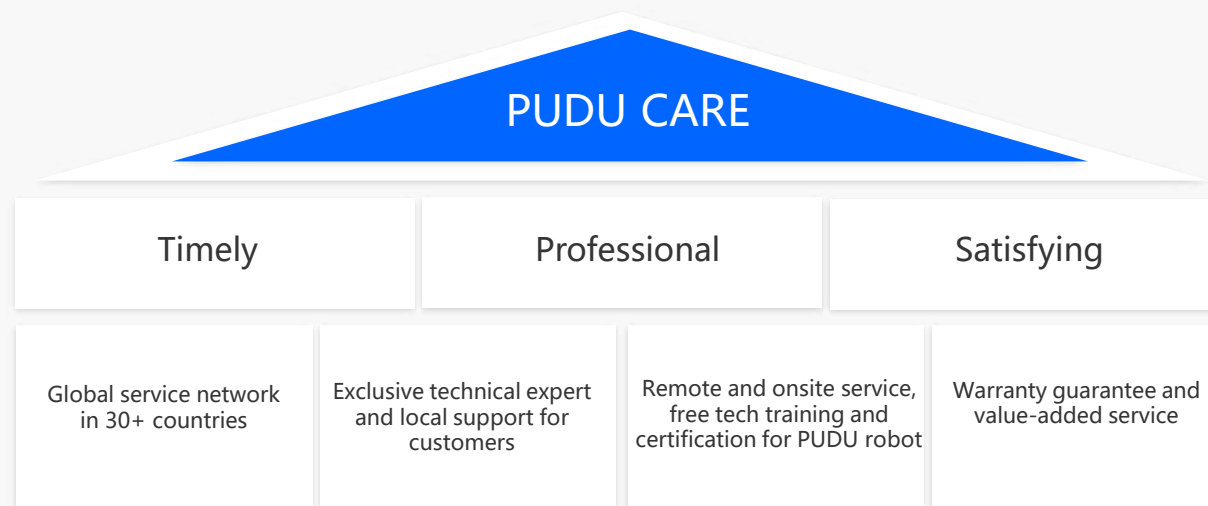 PUDU CARE
Timely
Professional
Satisfying
Global service network
in 30+ countries
Exclusive technical expert
and local support for
customers
Remote and onsite service,
free tech training and
certification for PUDU robot
Warranty guarantee and
value-added service